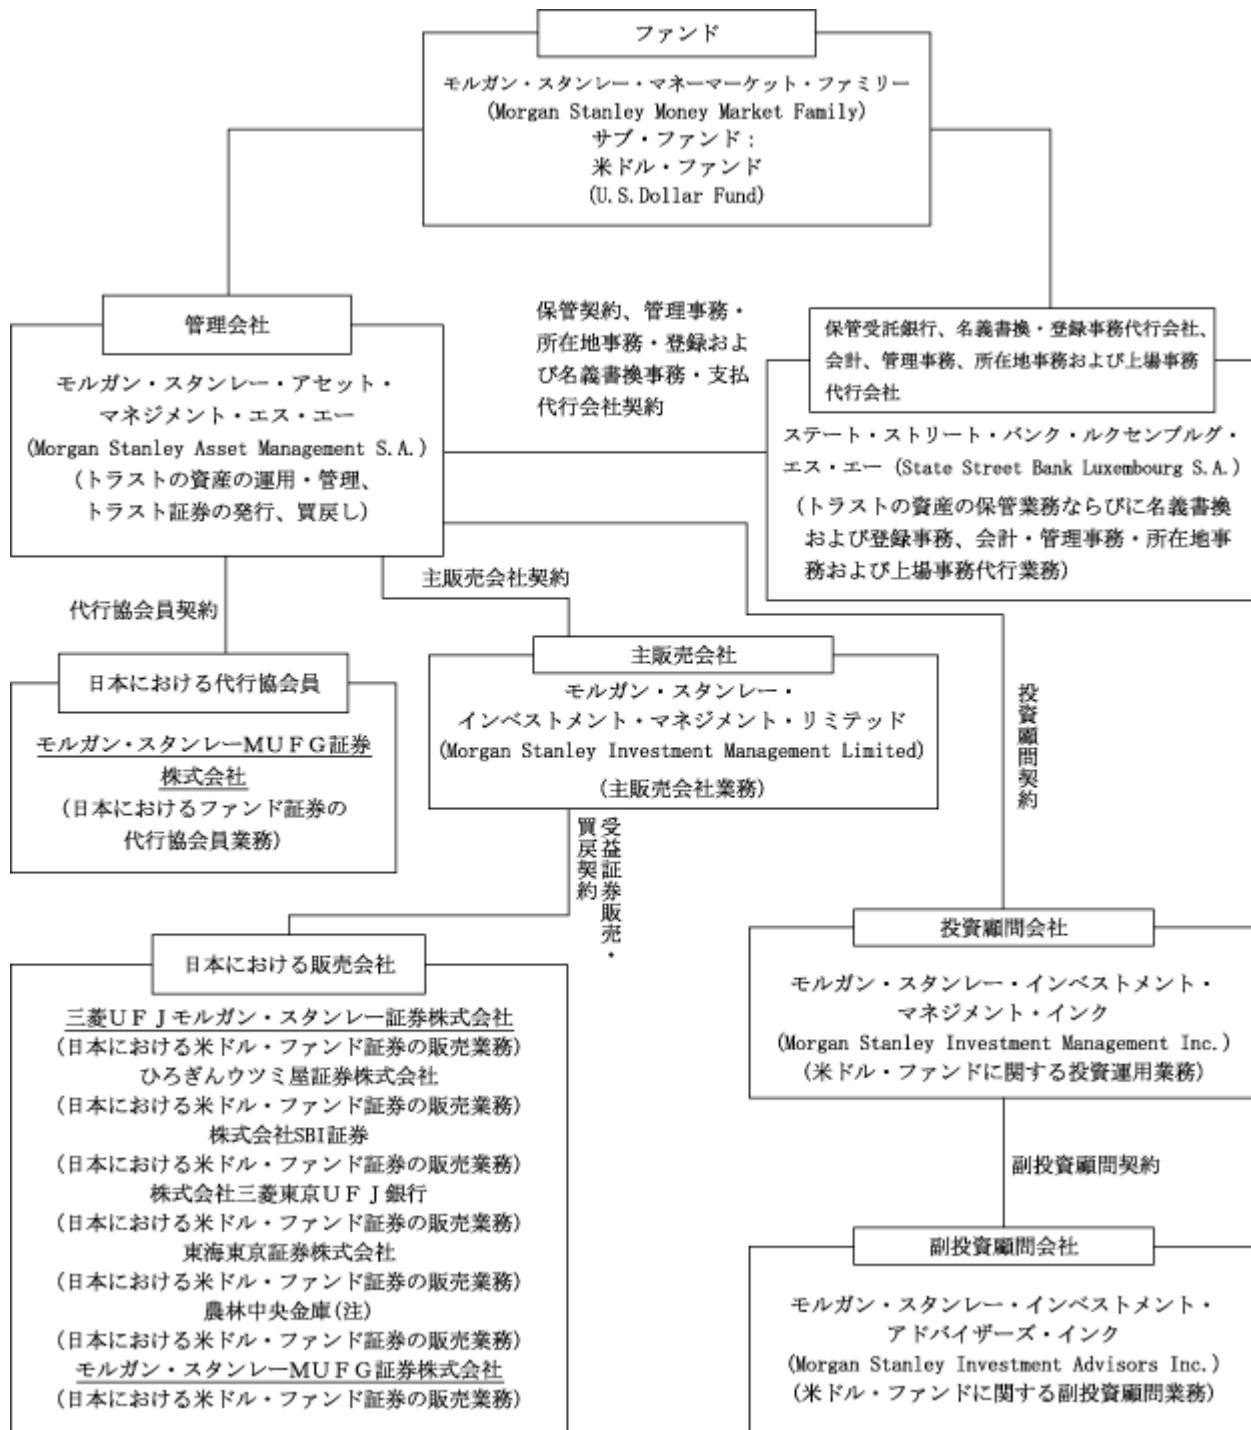 ファンド
モルガン・スタンレー・マネーマーケット・ファミリー
(Morgan Stanley Money Market Family)
サブ・ファンド：
米ドル・ファンド
(U.S.Dollar Fund)
管理会社
モルガン・スタンレー・アセット・
マネジメント・エス・エー
(Morgan Stanley Asset Management S.A.)
(トラストの資産の運用・管理、
トラスト証券の発行、買戻し)
保管契約、管理事務・
所在地事務・登録およ
び名義書換事務・支払
代行会社契約
保管受託銀行、名義書換・登録事務代行会社、
会計、管理事務、所在地事務および上場事務
代行会社
ステート・ストリート・バンク・ルクセンブルグ・
エス・エー (State Street Bank Luxembourg S.A.)
(トラストの資産の保管業務ならびに名義書換
および登録事務、会計・管理事務・所在地事
務および上場事務代行業務)
代行協会員契約
主販売会社契約
投資顧問契約
日本における代行協会員
モルガン・スタンレーＭＵＦＧ証券
株式会社
(日本におけるファンド証券の
代行協会員業務)
主販売会社
モルガン・スタンレー・
インベストメント・マネジメント・リミテッド
(Morgan Stanley Investment Management Limited)
(主販売会社業務)
受益証券販売・
買戻契約
日本における販売会社
三菱ＵＦＪモルガン・スタンレー証券株式会社
(日本における米ドル・ファンド証券の販売業務)
ひろぎんウツミ屋証券株式会社
(日本における米ドル・ファンド証券の販売業務)
株式会社SBI証券
(日本における米ドル・ファンド証券の販売業務)
株式会社三菱東京ＵＦＪ銀行
(日本における米ドル・ファンド証券の販売業務)
東海東京証券株式会社
(日本における米ドル・ファンド証券の販売業務)
農林中央金庫(注)
(日本における米ドル・ファンド証券の販売業務)
モルガン・スタンレーＭＵＦＧ証券株式会社
(日本における米ドル・ファンド証券の販売業務)
投資顧問会社
モルガン・スタンレー・インベストメント・
マネジメント・インク
(Morgan Stanley Investment Management Inc.)
(米ドル・ファンドに関する投資運用業務)
副投資顧問契約
副投資顧問会社
モルガン・スタンレー・インベストメント・
アドバイザーズ・インク
(Morgan Stanley Investment Advisors Inc.)
(米ドル・ファンドに関する副投資顧問業務)